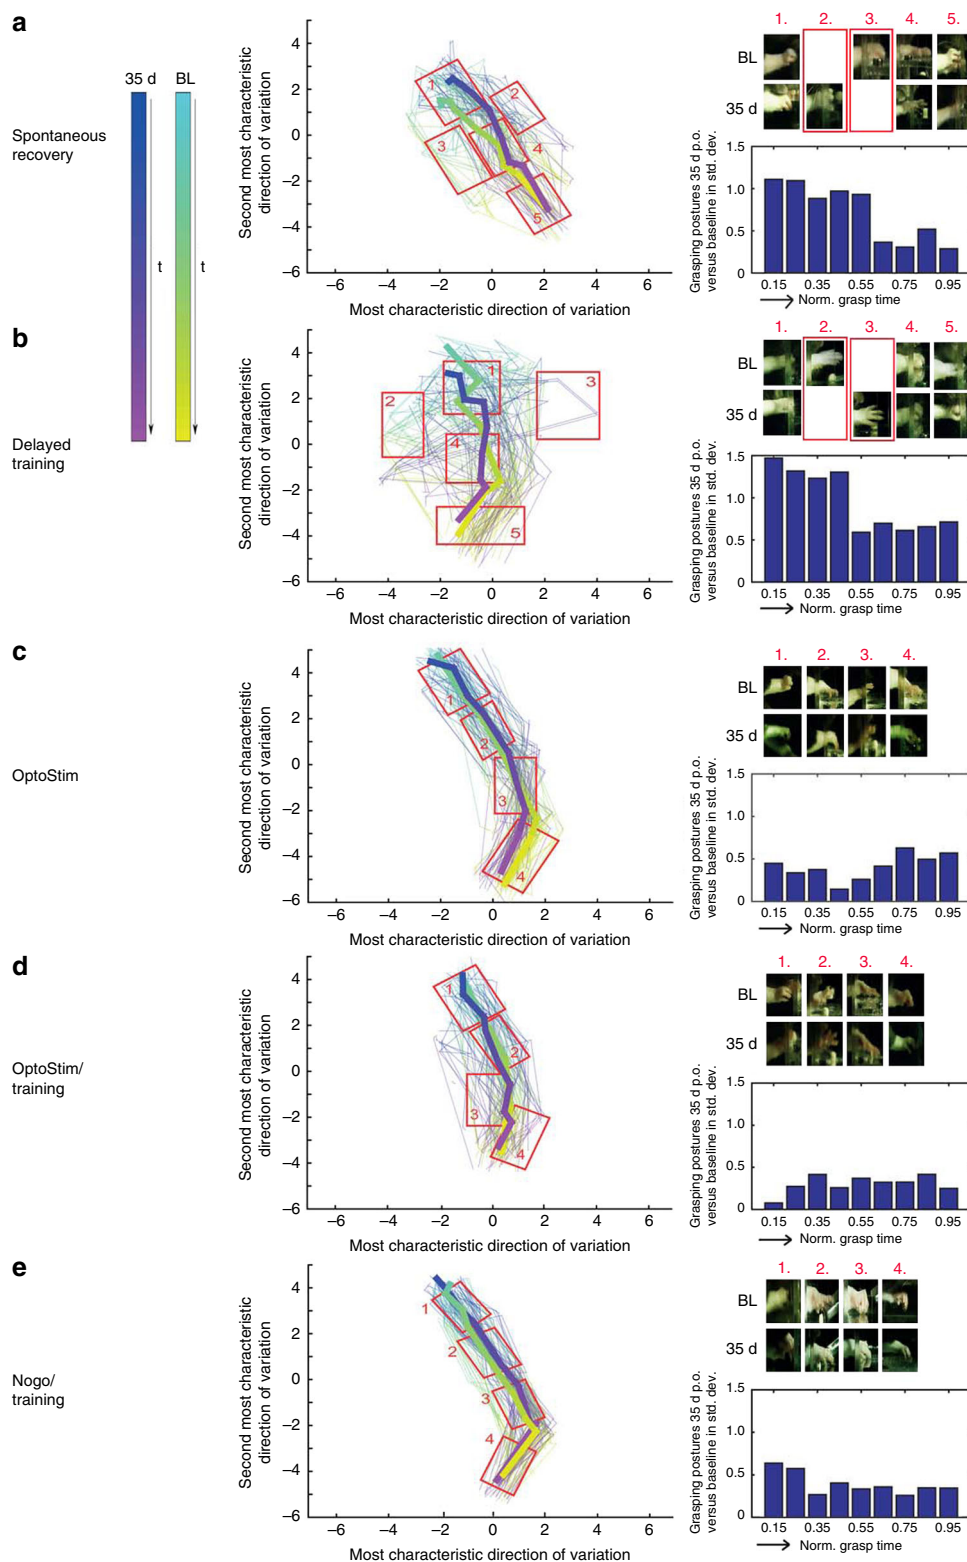 a
35 d BL
t t
Spontaneous
recovery
Second most characteristic
direction of variation
4
2
0
−2
−4
−6
−6 −4 −2 0 2 4 6
Most characteristic direction of variation
1
2
3
4
5
1. 2. 3. 4. 5.
BL
35 d
Grasping postures 35 d p.o.
versus baseline in std. dev.
1.5
1.0
0.5
0
0.15 0.35 0.55 0.75 0.95
Norm. grasp time
b
Delayed
training
Second most characteristic
direction of variation
4
2
0
−2
−4
−6
−6 −4 −2 0 2 4 6
Most characteristic direction of variation
1
2
3
4
5
1. 2. 3. 4. 5.
BL
35 d
Grasping postures 35 d p.o.
versus baseline in std. dev.
1.5
1.0
0.5
0
0.15 0.35 0.55 0.75 0.95
Norm. grasp time
c
OptoStim
Second most characteristic
direction of variation
4
2
0
−2
−4
−6
−6 −4 −2 0 2 4 6
Most characteristic direction of variation
1
2
3
4
1. 2. 3. 4.
BL
35 d
Grasping postures 35 d p.o.
versus baseline in std. dev.
1.5
1.0
0.5
0
0.15 0.35 0.55 0.75 0.95
Norm. grasp time
d
OptoStim/
training
Second most characteristic
direction of variation
4
2
0
−2
−4
−6
−6 −4 −2 0 2 4 6
Most characteristic direction of variation
1
2
3
4
1. 2. 3. 4.
BL
35 d
Grasping postures 35 d p.o.
versus baseline in std. dev.
1.5
1.0
0.5
0
0.15 0.35 0.55 0.75 0.95
Norm. grasp time
e
Nogo/
training
Second most characteristic
direction of variation
4
2
0
−2
−4
−6
−6 −4 −2 0 2 4 6
Most characteristic direction of variation
1
2
3
4
1. 2. 3. 4.
BL
35 d
Grasping postures 35 d p.o.
versus baseline in std. dev.
1.5
1.0
0.5
0
0.15 0.35 0.55 0.75 0.95
Norm. grasp time